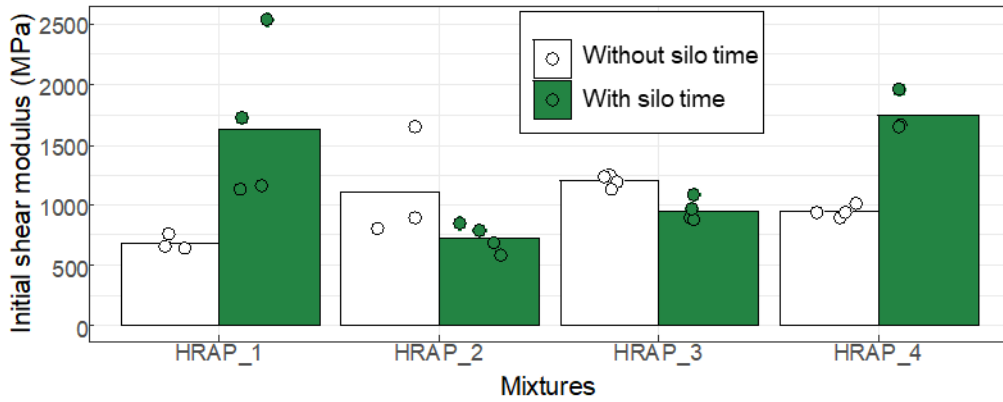 Initial shear modulus (MPa)
2500
2000
1500
1000
500
0
Without silo time
With silo time
HRAP_1
HRAP_2
HRAP_3
HRAP_4
Mixtures